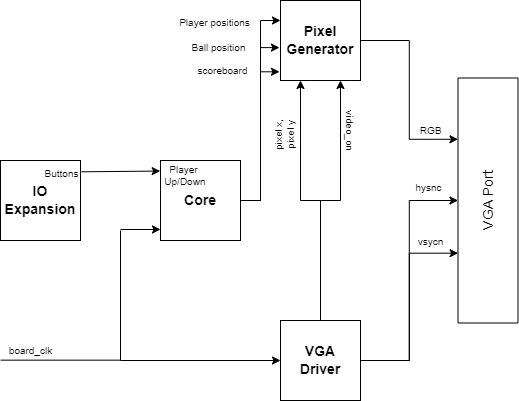 Player positions
Pixel
Generator
Ball position
scoreboard
pixel x,
pixel y
video_on
RGB
Buttons
Player
Up/Down
IO
Expansion
Core
hysnc
VGA Port
vsycn
board_clk
VGA
Driver